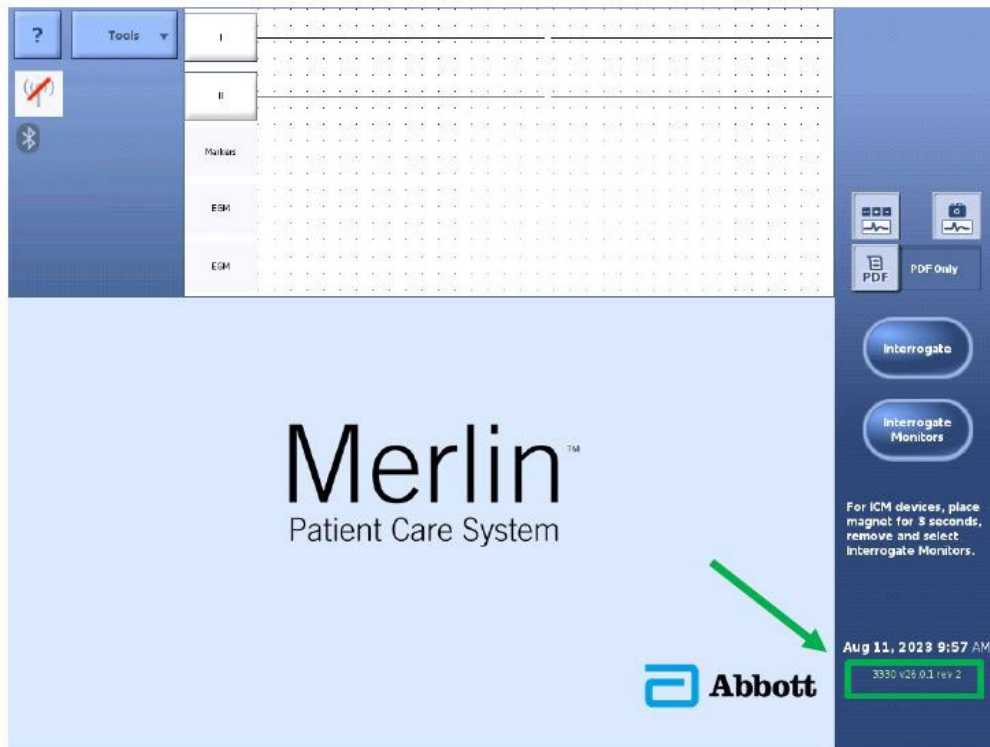 ?
Tools
I
II
Markers
EGM
EGM
PDF
PDF Only
Interrogate
Interrogate
Monitors
For ICM devices, place
magnet for 3 seconds,
remove and select
Interrogate Monitors.
Merlin™
Patient Care System
Aug 11, 2023 9:57 AM
3330 v26.0.1 rev 2
Abbott